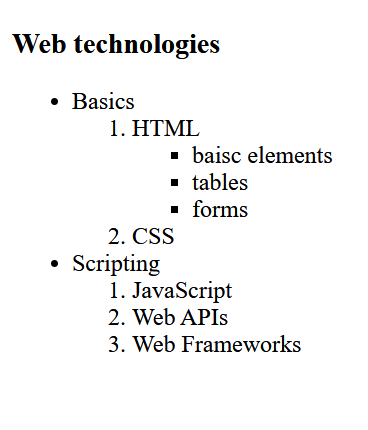 Web technologies
• Basics
1. HTML
▪ baisc elements
▪ tables
▪ forms
2. CSS
• Scripting
1. JavaScript
2. Web APIs
3. Web Frameworks